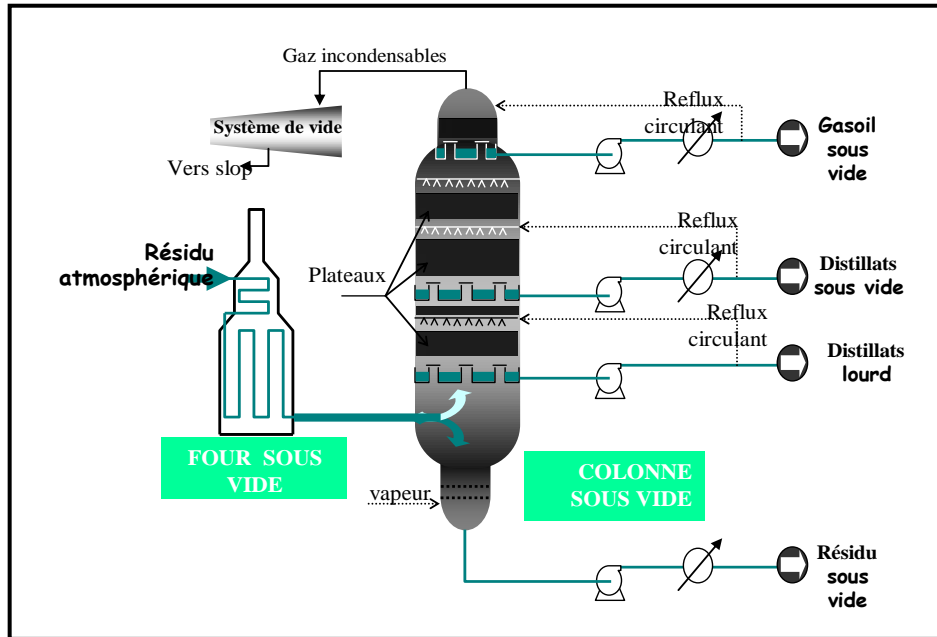 Gaz incondensables
Système de vide
Vers slop
Reflux
circulant
Gasoil
sous
vide
Résidu
atmosphérique
Plateaux
Reflux
circulant
Distillats
sous vide
Reflux
circulant
Distillats
lourd
FOUR SOUS
VIDE
vapeur
COLONNE
SOUS VIDE
Résidu
sous
vide